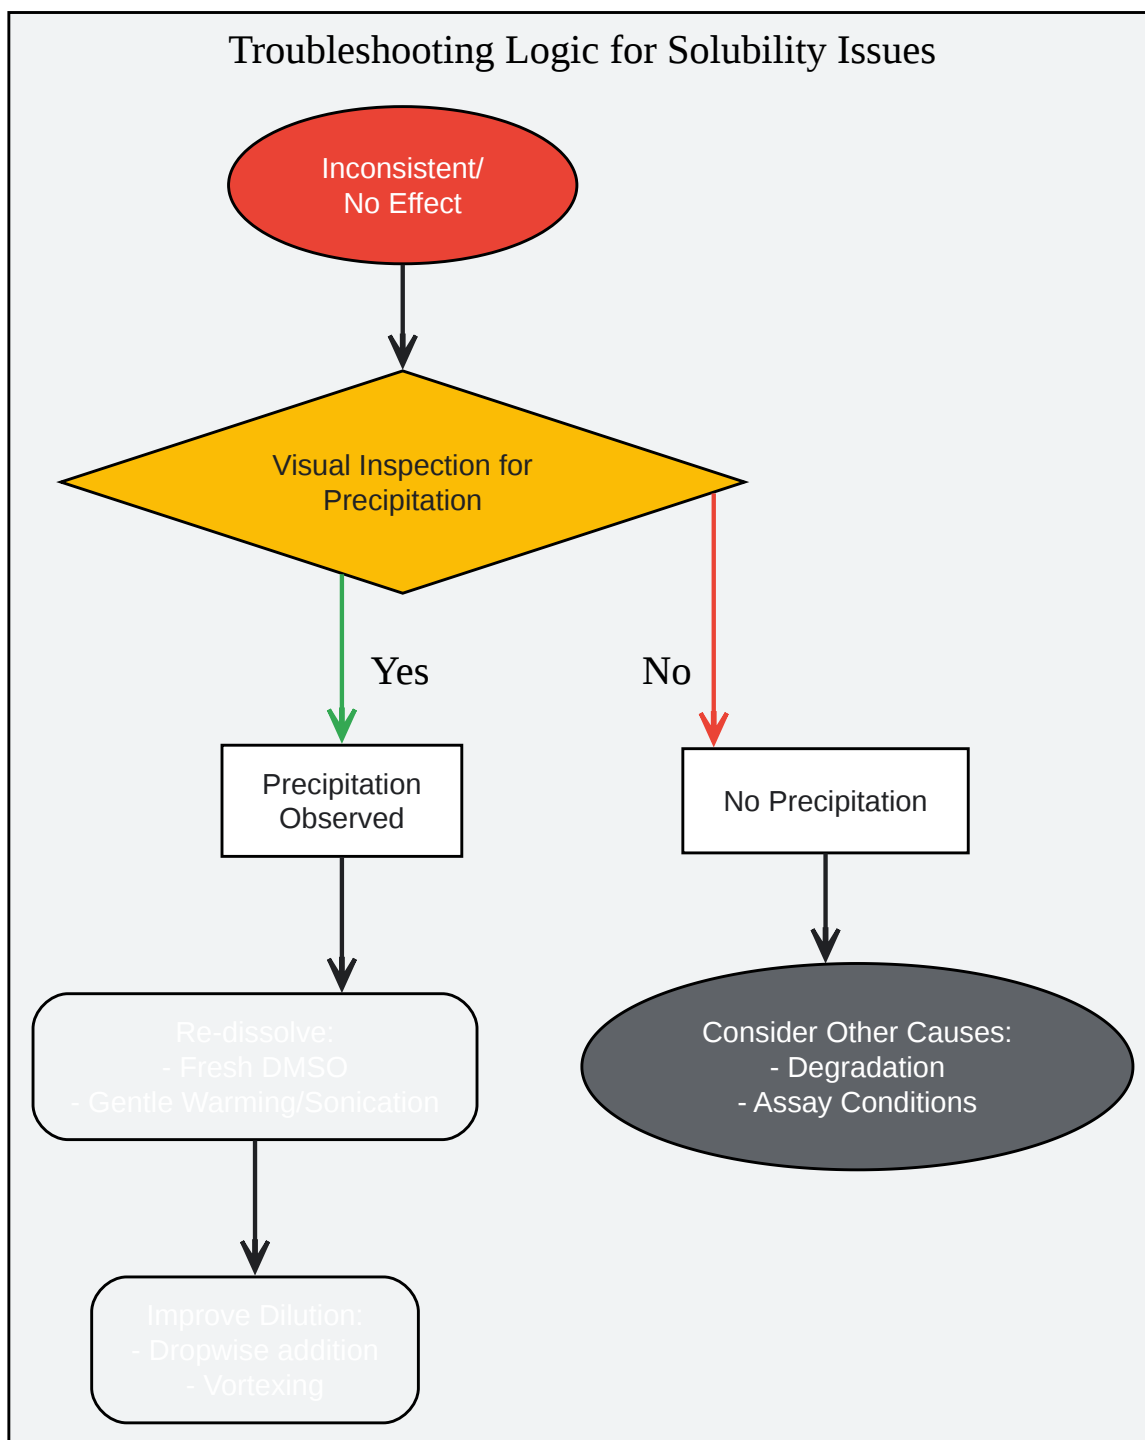 Troubleshooting Logic for Solubility Issues
Inconsistent/
No Effect
Visual Inspection for
Precipitation
Yes
No
Precipitation
Observed
No Precipitation
Re-dissolve:
- Fresh DMSO
- Gentle Warming/Sonication
Consider Other Causes:
- Degradation
- Assay Conditions
Improve Dilution:
- Dropwise addition
- Vortexing